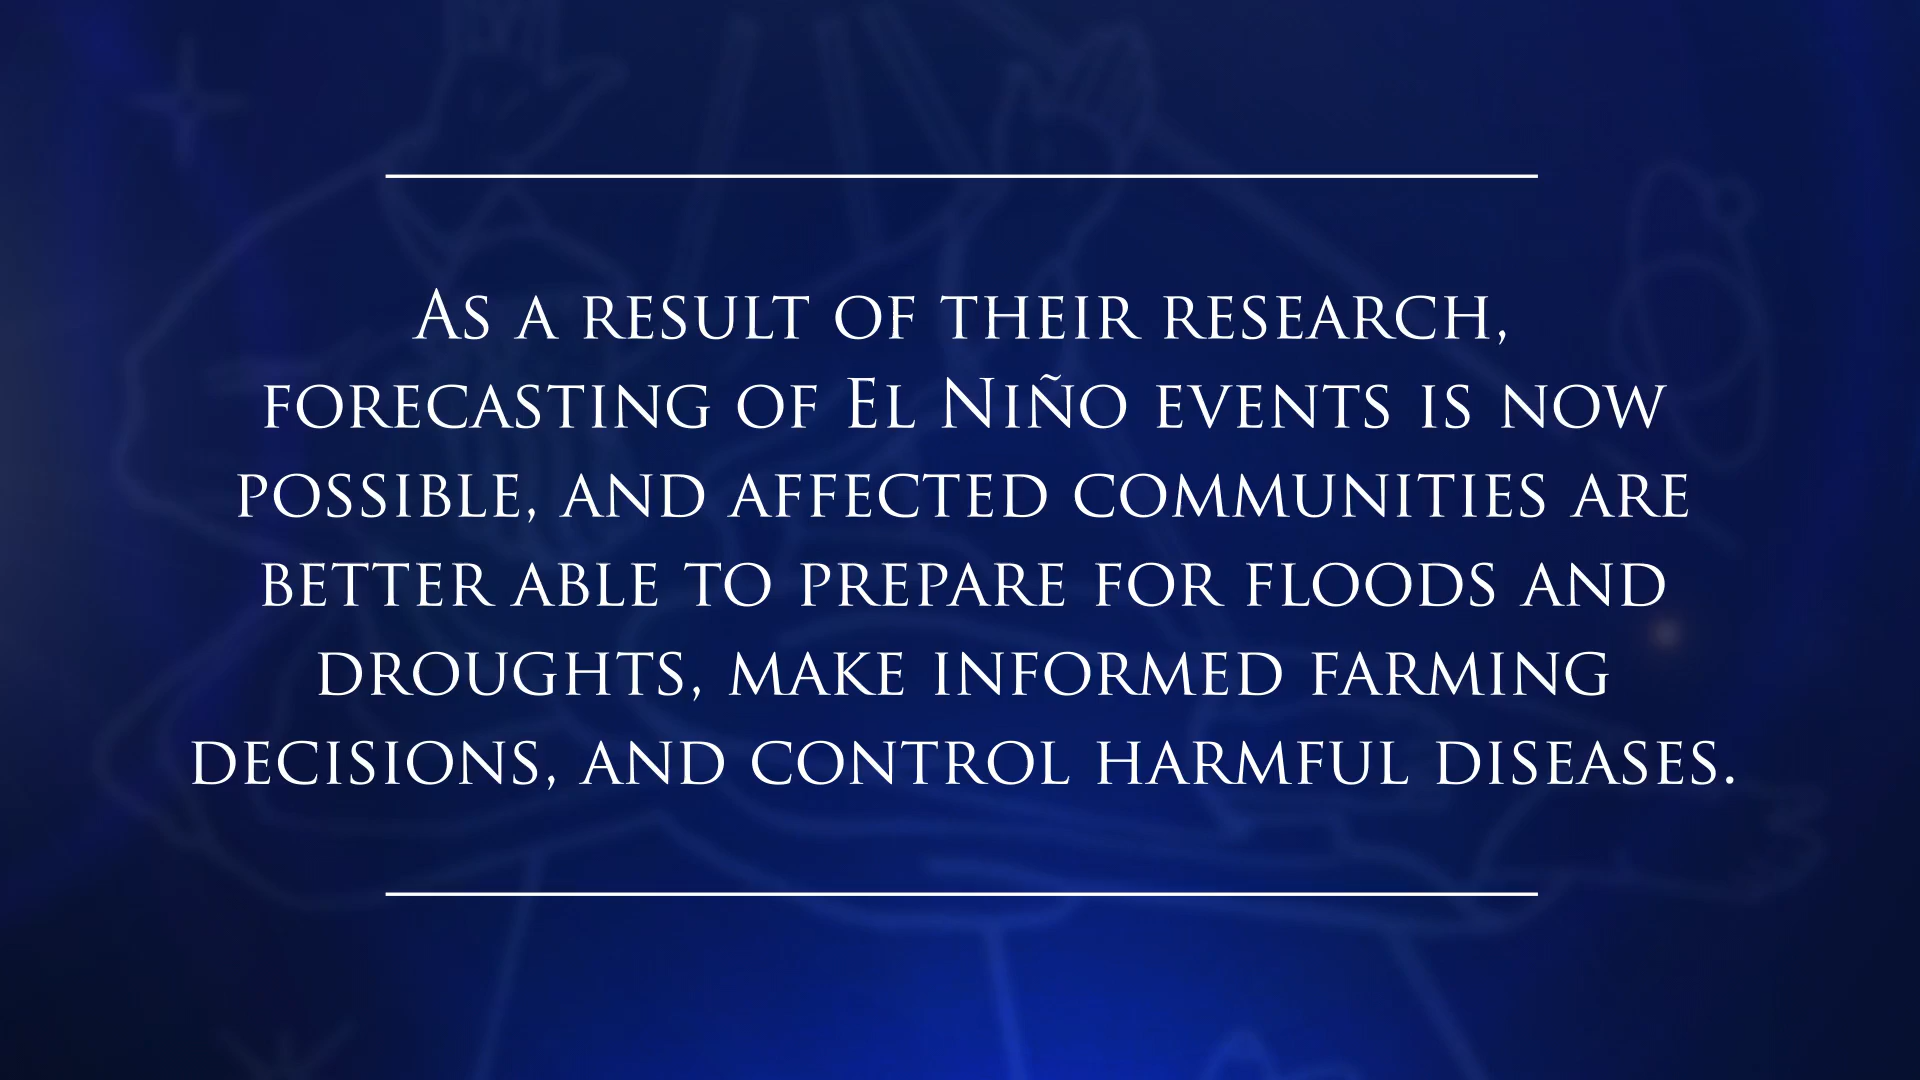 As a result of their research,
forecasting of El Niño events is now
possible, and affected communities are
better able to prepare for floods and
droughts, make informed farming
decisions, and control harmful diseases.